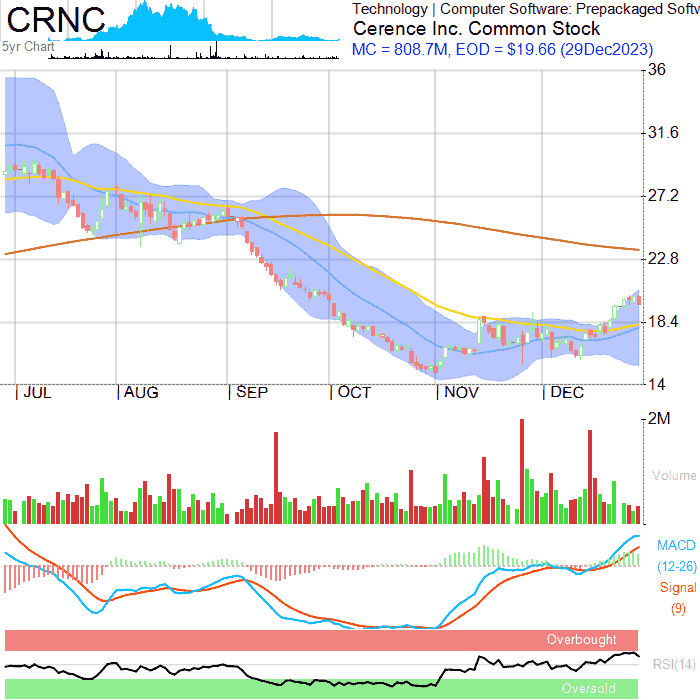 CRNC
5yr Chart
Technology | Computer Software: Prepackaged Softw
Cerence Inc. Common Stock
MC = 808.7M, EOD = $19.66 (29Dec2023)
36
31.6
27.2
22.8
18.4
14
JUL AUG SEP OCT NOV DEC
2M
Volume
MACD
(12-26)
Signal
(9)
Overbought
RSI(14)
Oversold